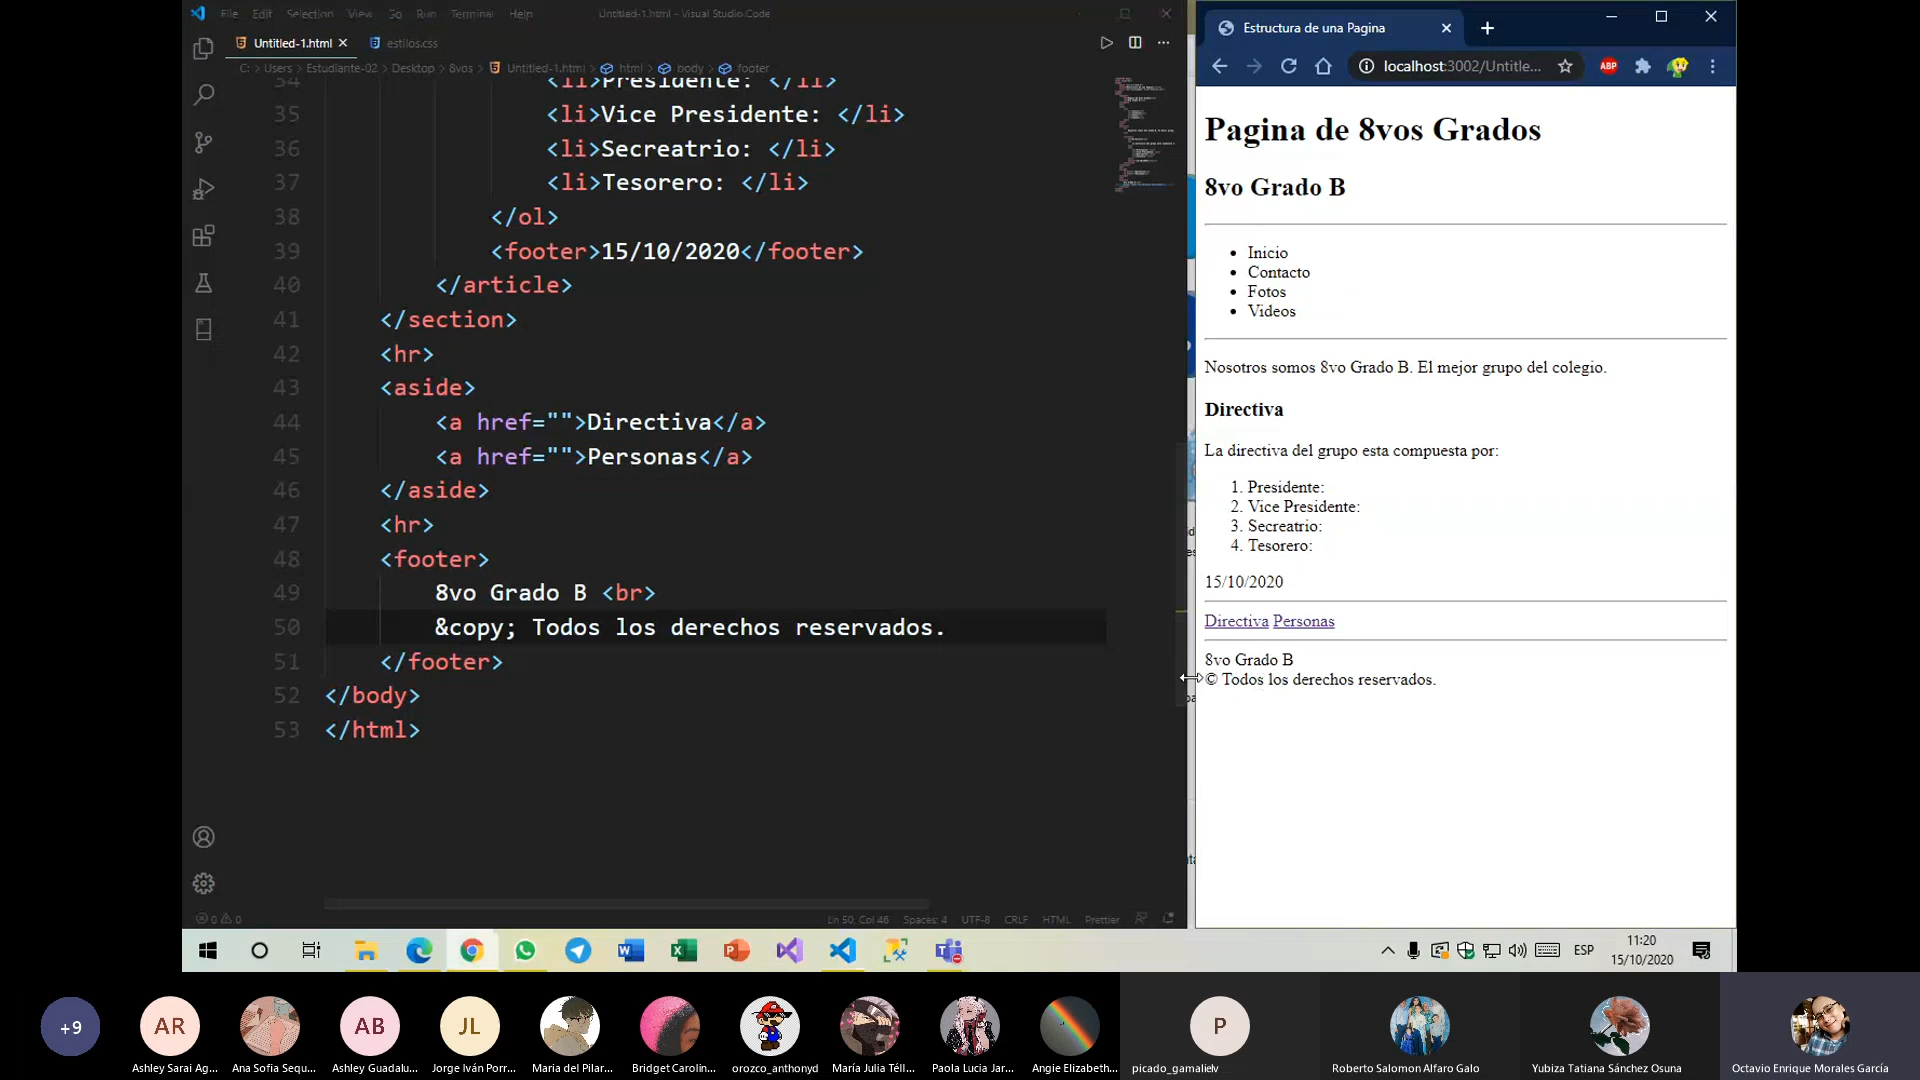 File Edit Selection View Go Run Terminal Help
Untitled-1.html - Visual Studio Code
Untitled-1.html
estilos.css
C: > Users > Estudiante-02 > Desktop > 8vos > Untitled-1.html > html > body > footer
34 <li>Presidente: </li>
35 <li>Vice Presidente: </li>
36 <li>Secreatrio: </li>
37 <li>Tesorero: </li>
38 </ol>
39 <footer>15/10/2020</footer>
40 </article>
41 </section>
42 <hr>
43 <aside>
44 <a href="">Directiva</a>
45 <a href="">Personas</a>
46 </aside>
47 <hr>
48 <footer>
49 8vo Grado B <br>
50 &copy; Todos los derechos reservados.
51 </footer>
52 </body>
53 </html>
0 0
Ln 50, Col 46 Spaces: 4 UTF-8 CRLF HTML Prettier
Estructura de una Pagina
localhost:3002/Untitle...
ABP
Pagina de 8vos Grados
8vo Grado B
• Inicio
• Contacto
• Fotos
• Videos
Nosotros somos 8vo Grado B. El mejor grupo del colegio.
Directiva
La directiva del grupo esta compuesta por:
1. Presidente:
2. Vice Presidente:
3. Secreatrio:
4. Tesorero:
15/10/2020
Directiva Personas
8vo Grado B
© Todos los derechos reservados.
ESP
11:20
15/10/2020
+9
AR
AB
JL
P
Ashley Sarai Ag...
Ana Sofia Sequ...
Ashley Guadalu...
Jorge Iván Porr...
Maria del Pilar...
Bridget Carolin...
orozco_anthonyd
María Julia Téll...
Paola Lucia Jar...
Angie Elizabeth...
picado_gamalielv
Roberto Salomon Alfaro Galo
Yubiza Tatiana Sánchez Osuna
Octavio Enrique Morales García